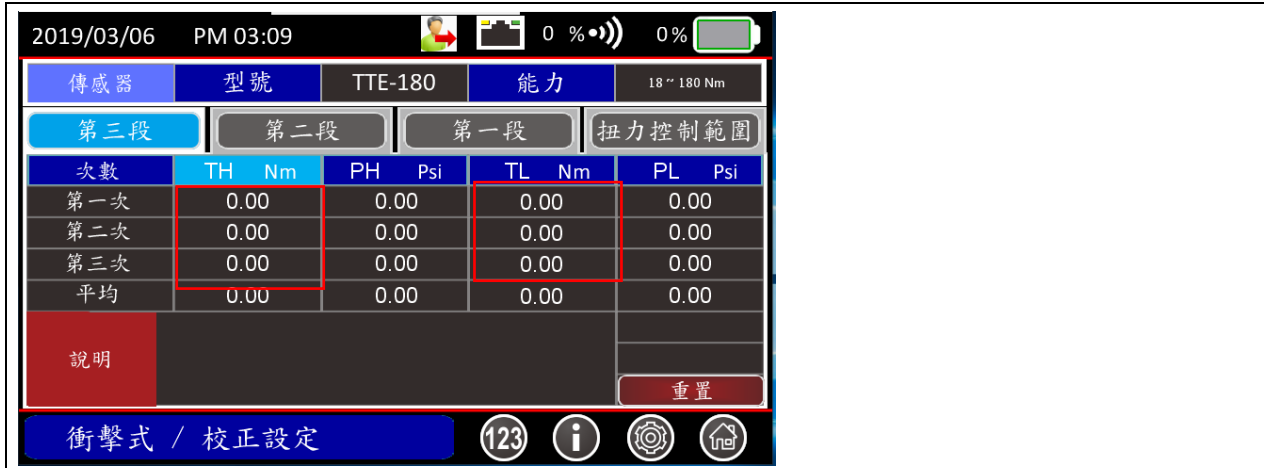 2019/03/06 PM 03:09 0 % 0%
傳感器 型號 TTE-180 能力 18 ~ 180 Nm
第三段 第二段 第一段 扭力控制範圍
次數 TH Nm PH Psi TL Nm PL Psi
第一次 0.00 0.00 0.00 0.00
第二次 0.00 0.00 0.00 0.00
第三次 0.00 0.00 0.00 0.00
平均 0.00 0.00 0.00 0.00
說明
重置
衝擊式 / 校正設定 123 i